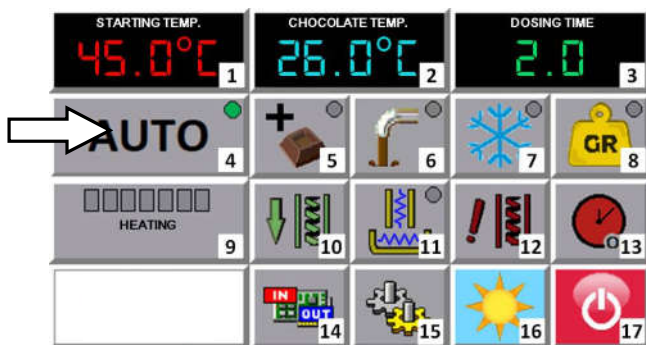 STARTING TEMP.
CHOCOLATE TEMP.
DOSING TIME
45.0°C 1
26.0°C 2
2.0 3
AUTO 4
5
6
7
GR 8
HEATING 9
10
11
12
13
IN OUT 14
15
16
17